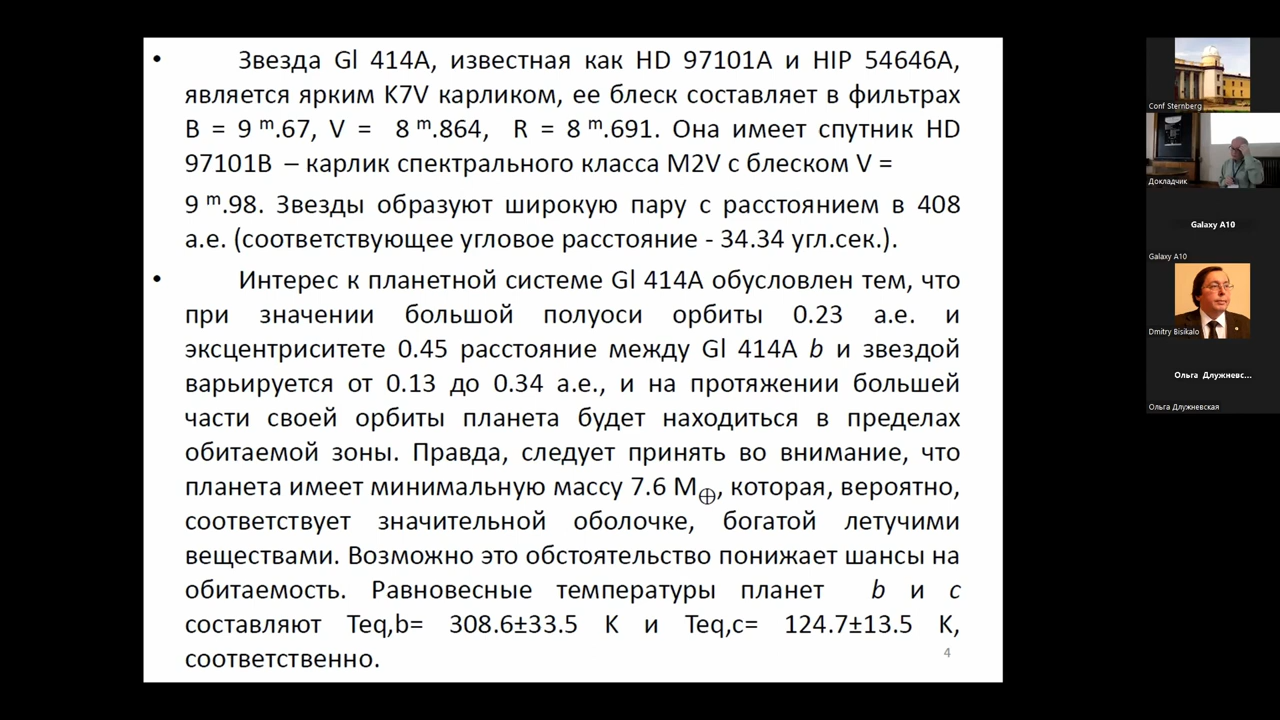 • Звезда Gl 414A, известная как HD 97101A и HIP 54646A,
является ярким K7V карликом, ее блеск составляет в фильтрах
B = 9 ᵐ.67, V = 8 ᵐ.864, R = 8 ᵐ.691. Она имеет спутник HD
97101B – карлик спектрального класса M2V с блеском V =
9 ᵐ.98. Звезды образуют широкую пару с расстоянием в 408
а.е. (соответствующее угловое расстояние - 34.34 угл.сек.).
• Интерес к планетной системе Gl 414A обусловлен тем, что
при значении большой полуоси орбиты 0.23 а.е. и
эксцентриситете 0.45 расстояние между Gl 414A b и звездой
варьируется от 0.13 до 0.34 а.е., и на протяжении большей
части своей орбиты планета будет находиться в пределах
обитаемой зоны. Правда, следует принять во внимание, что
планета имеет минимальную массу 7.6 M⊕, которая, вероятно,
соответствует значительной оболочке, богатой летучими
веществами. Возможно это обстоятельство понижает шансы на
обитаемость. Равновесные температуры планет b и c
составляют Teq,b= 308.6±33.5 K и Teq,c= 124.7±13.5 K,
соответственно.
4
Conf Sternberg
Докладчик
Galaxy A10
Galaxy A10
Dmitry Bisikalo
Ольга Длужневс...
Ольга Длужневская